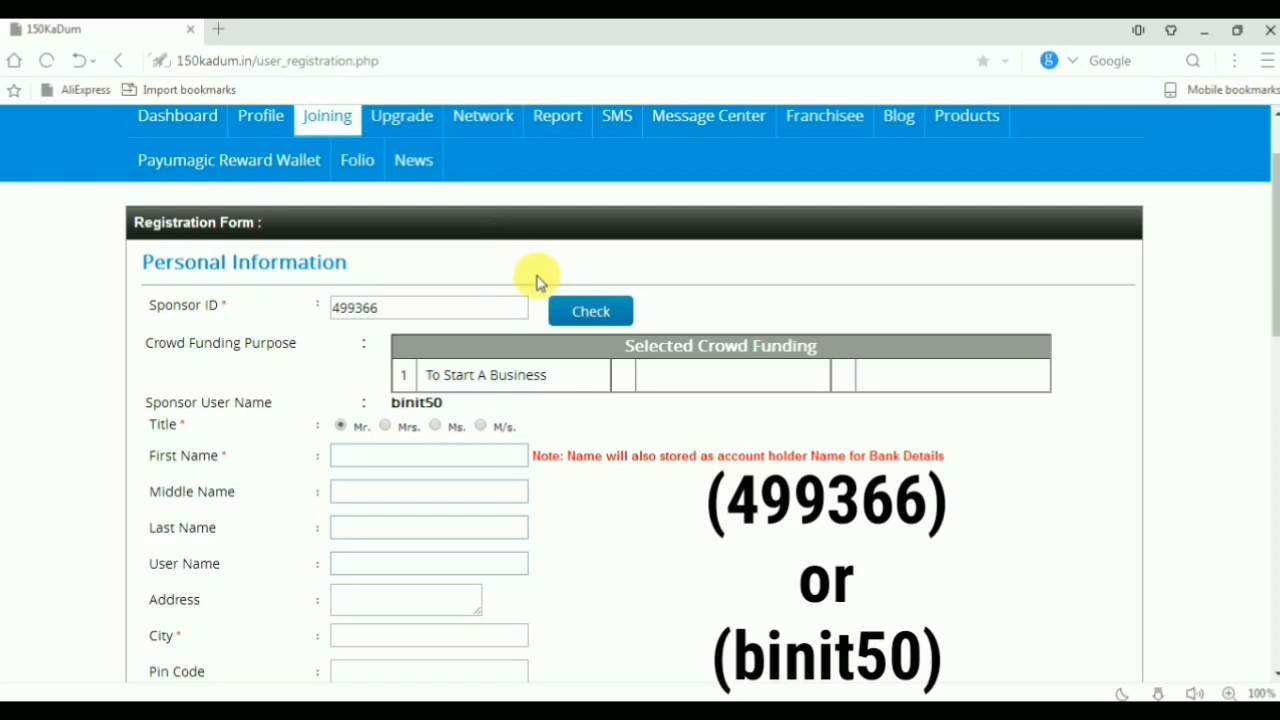 150KaDum
150kadum.in/user_registration.php
Google
AliExpress Import bookmarks
Mobile bookmarks
Dashboard Profile Joining Upgrade Network Report SMS Message Center Franchisee Blog Products
Payumagic Reward Wallet Folio News
Registration Form :
Personal Information
Sponsor ID * : 499366 Check
Crowd Funding Purpose : Selected Crowd Funding
1 To Start A Business
Sponsor User Name : binit50
Title * : Mr. Mrs. Ms. M/s.
First Name * : Note: Name will also stored as account holder Name for Bank Details
Middle Name :
Last Name :
User Name :
Address :
City * :
Pin Code :
(499366)
or
(binit50)
100%